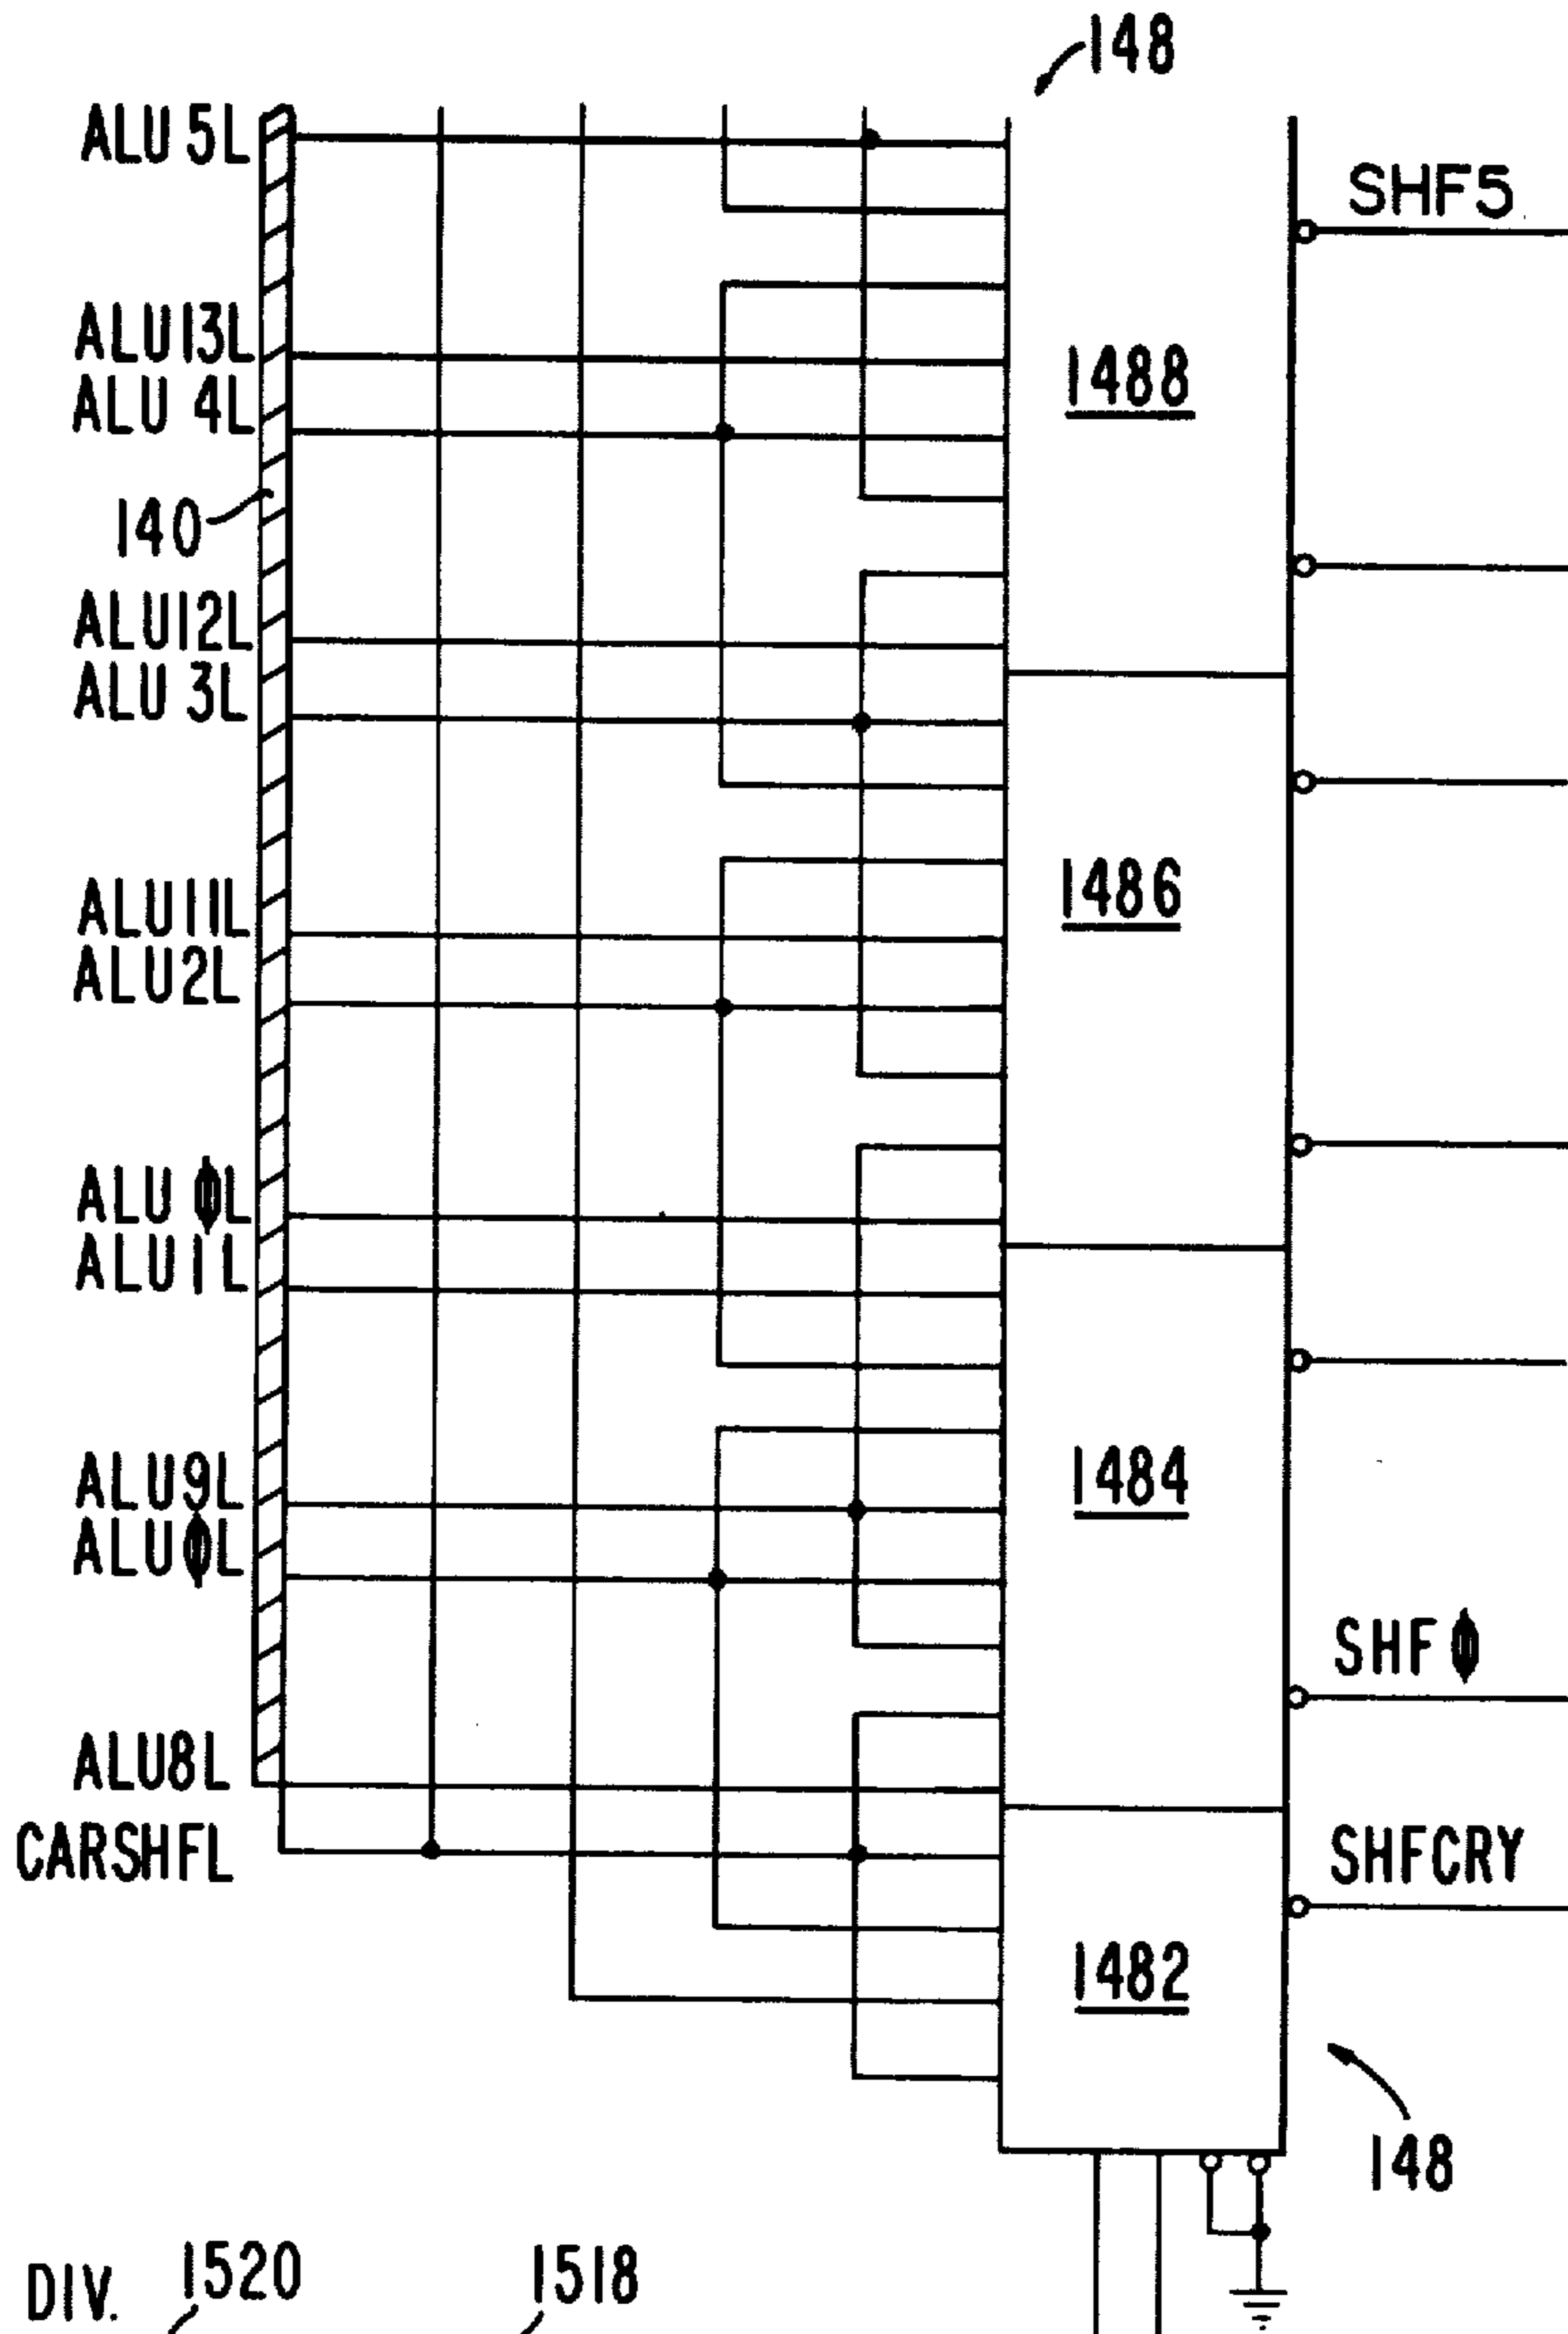 148
ALU 5L
SHF5
ALU13L
1488
ALU 4L
140
ALU12L
ALU 3L
1486
ALU11L
ALU2L
ALU ϕL
ALU1L
ALU9L
1484
ALUϕL
SHF ϕ
ALU8L
CARSHFL
SHFCRY
1482
148
DIV.
1520
1518